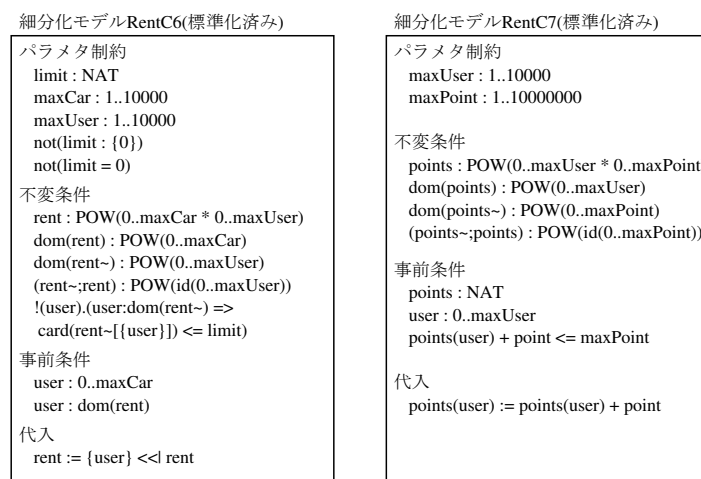 細分化モデルRentC6(標準化済み)
パラメタ制約
limit : NAT
maxCar : 1..10000
maxUser : 1..10000
not(limit : {0})
not(limit = 0)
不変条件
rent : POW(0..maxCar * 0..maxUser)
dom(rent) : POW(0..maxCar)
dom(rent~) : POW(0..maxUser)
(rent~;rent) : POW(id(0..maxUser))
!(user).(user:dom(rent~) =>
card(rent~[{user}]) <= limit)
事前条件
user : 0..maxCar
user : dom(rent)
代入
rent := {user} <<| rent
細分化モデルRentC7(標準化済み)
パラメタ制約
maxUser : 1..10000
maxPoint : 1..10000000
不変条件
points : POW(0..maxUser * 0..maxPoint
dom(points) : POW(0..maxUser)
dom(points~) : POW(0..maxPoint)
(points~;points) : POW(id(0..maxPoint))
事前条件
points : NAT
user : 0..maxUser
points(user) + point <= maxPoint
代入
points(user) := points(user) + point